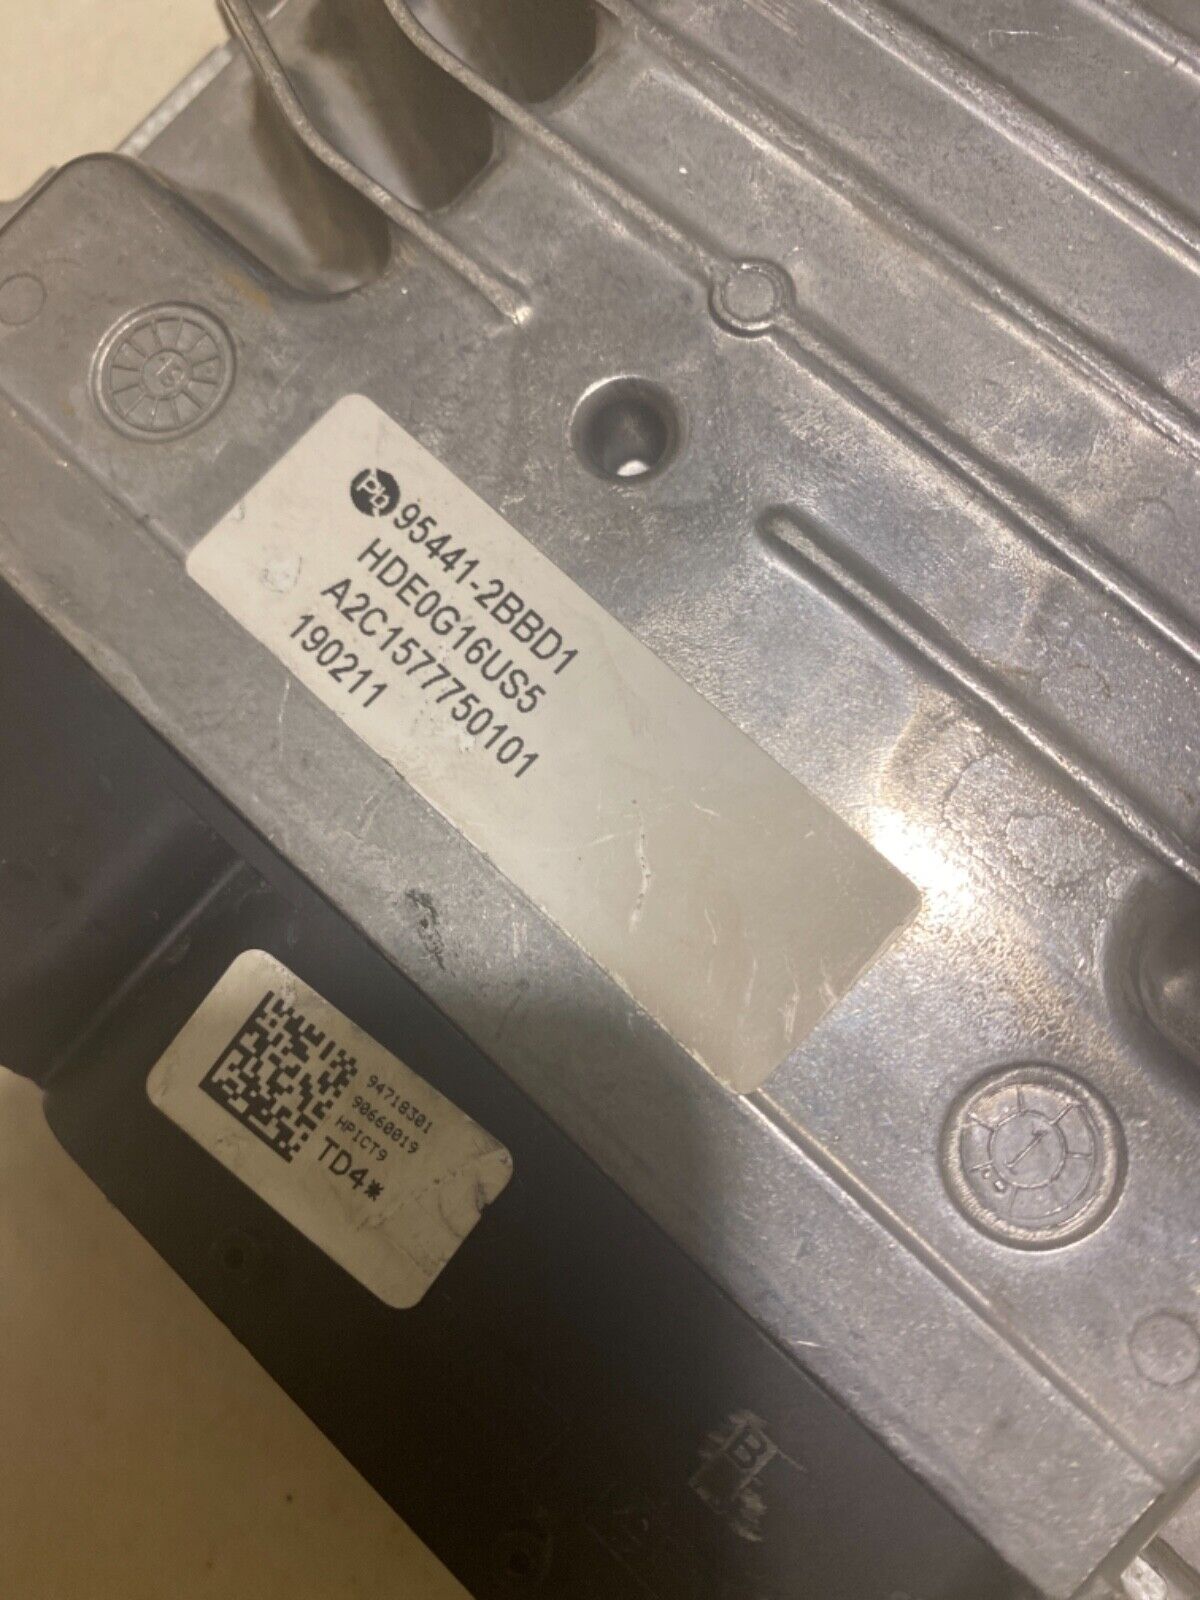 Pb 95441-2BBD1
HDE0G16US5
A2C1577750101
190211
94718301
90660019
HPICT9
TD4*
B